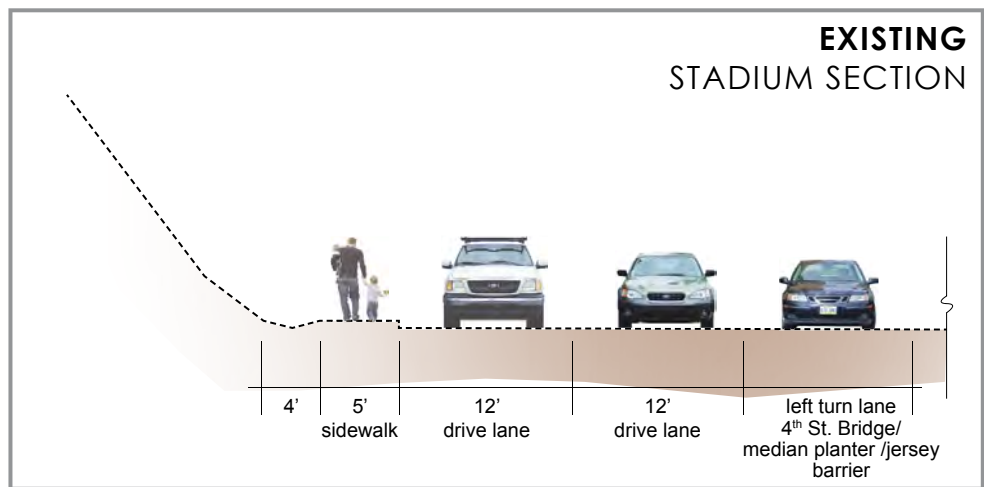 EXISTING
STADIUM SECTION
4’
5’
sidewalk
12’
drive lane
12’
drive lane
left turn lane
4th St. Bridge/
median planter /jersey
barrier